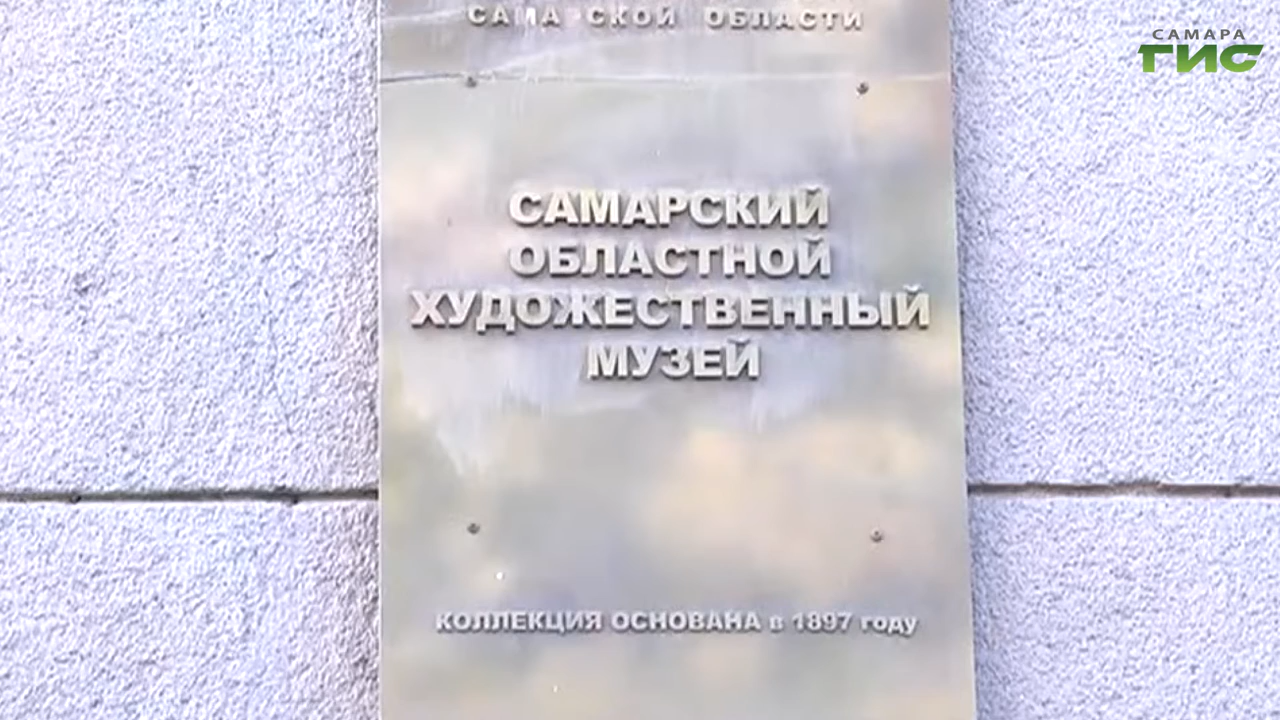 САМАРСКОЙ ОБЛАСТИ
САМАРА
ГИС
САМАРСКИЙ
ОБЛАСТНОЙ
ХУДОЖЕСТВЕННЫЙ
МУЗЕЙ
КОЛЛЕКЦИЯ ОСНОВАНА в 1897 году